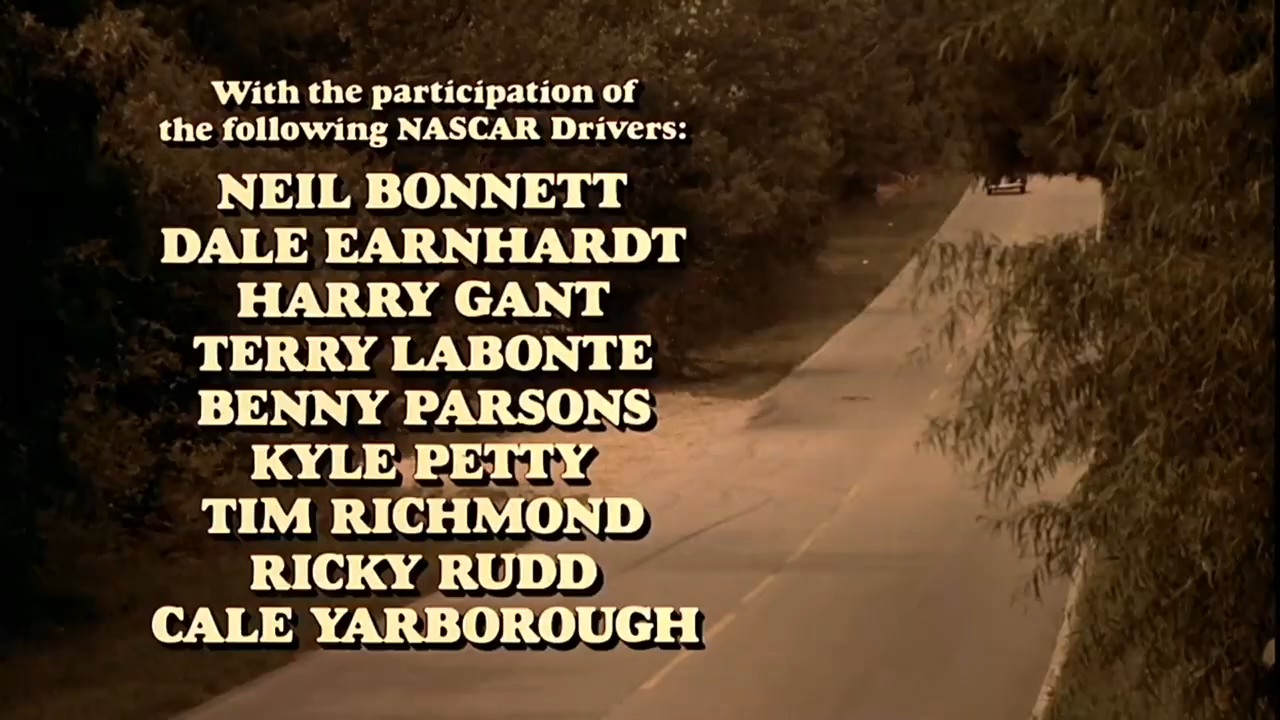 With the participation of
the following NASCAR Drivers:
NEIL BONNETT
DALE EARNHARDT
HARRY GANT
TERRY LABONTE
BENNY PARSONS
KYLE PETTY
TIM RICHMOND
RICKY RUDD
CALE YARBOROUGH